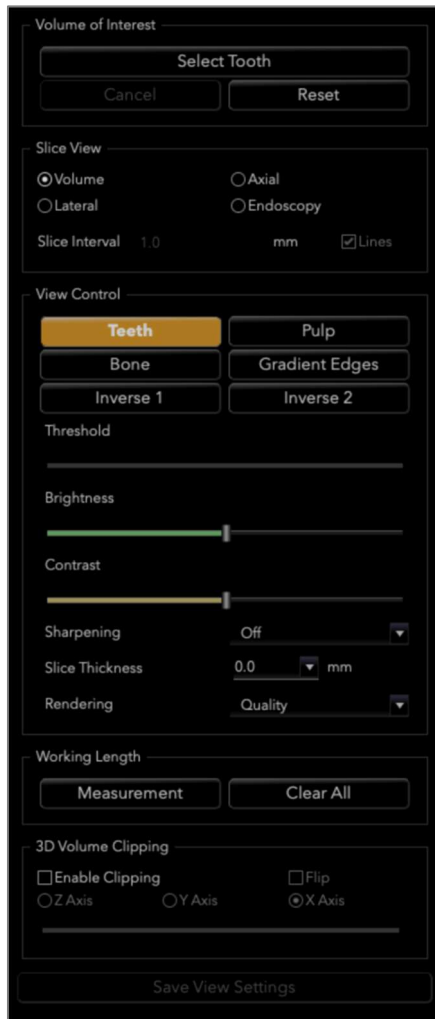 Volume of Interest
Select Tooth
Cancel Reset
Slice View
Volume Axial
Lateral Endoscopy
Slice Interval 1.0 mm Lines
View Control
Teeth Pulp
Bone Gradient Edges
Inverse 1 Inverse 2
Threshold
Brightness
Contrast
Sharpening Off
Slice Thickness 0.0 mm
Rendering Quality
Working Length
Measurement Clear All
3D Volume Clipping
Enable Clipping Flip
Z Axis Y Axis X Axis
Save View Settings